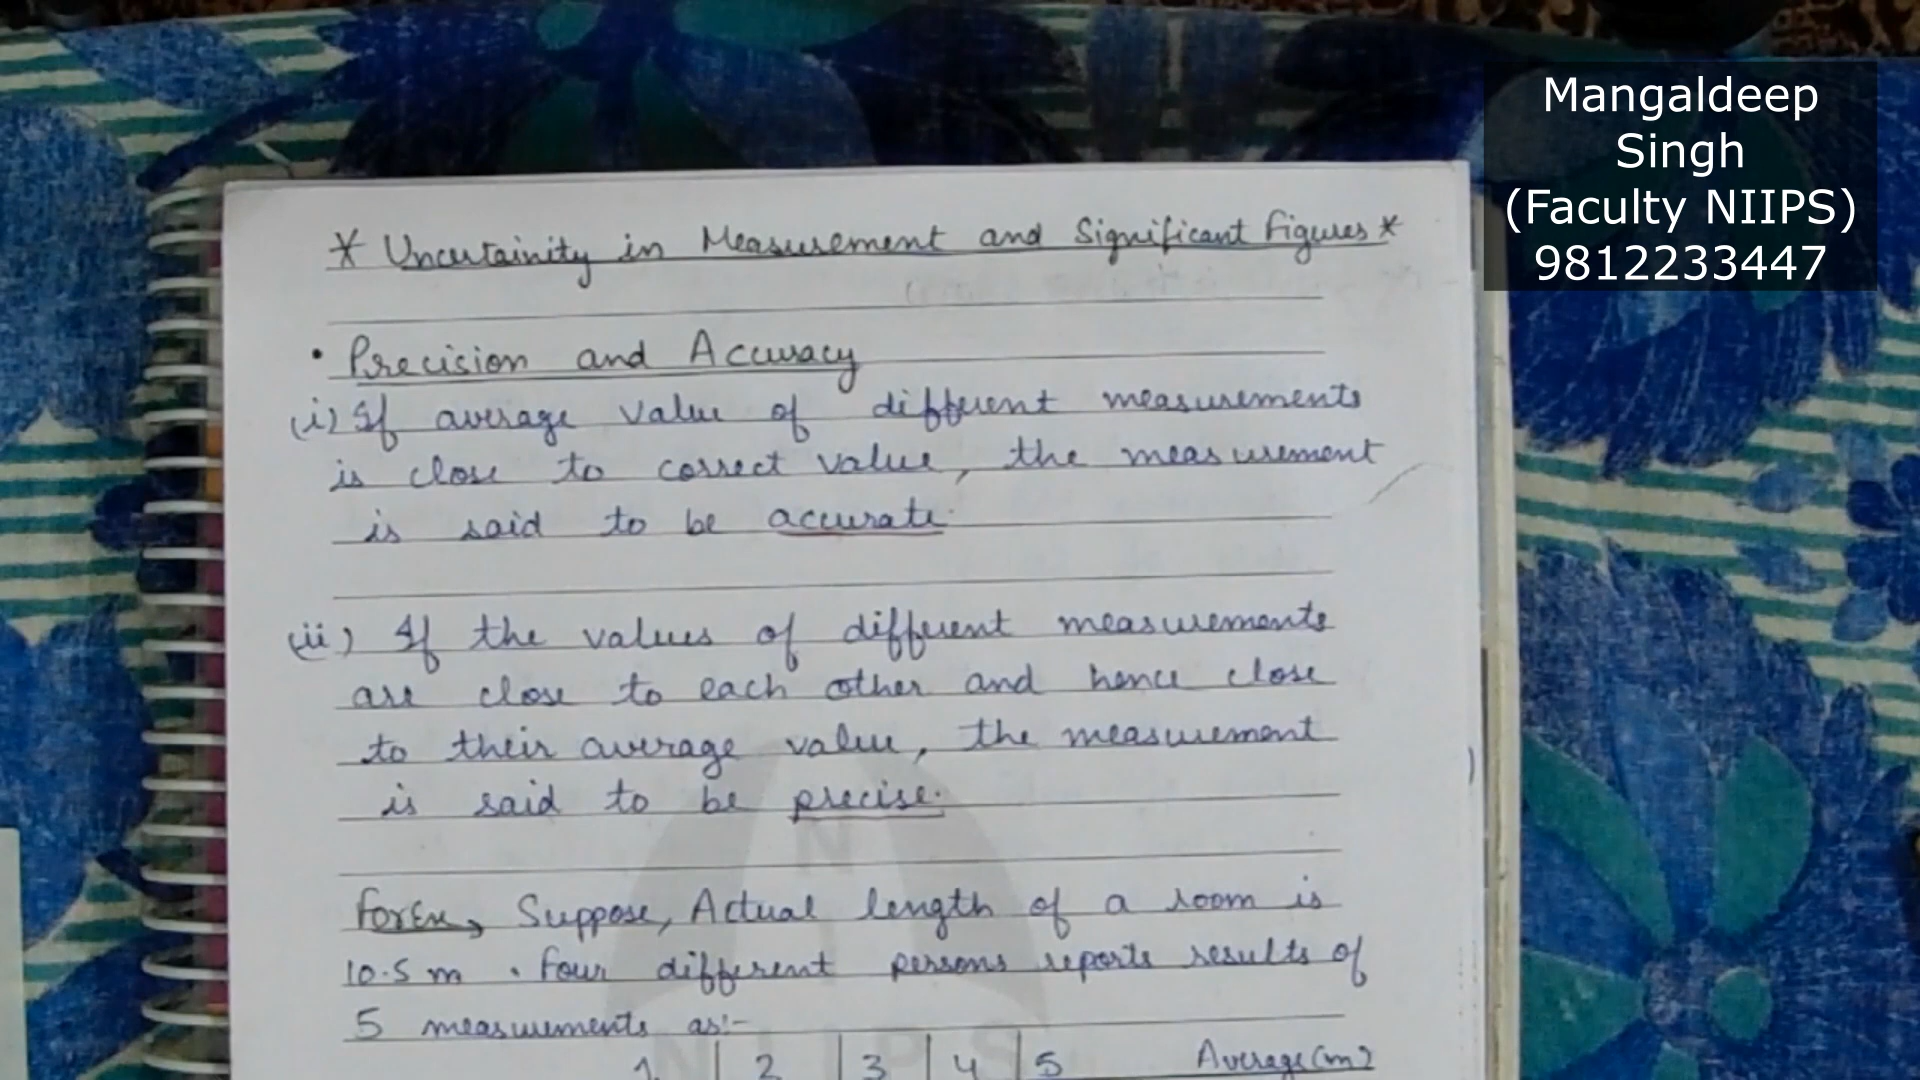 Mangaldeep
Singh
(Faculty NIIPS)
9812233447
* Uncertainity in Measurement and Significant Figures *
• Precision and Accuracy
(i) If average value of different measurements
is close to correct value, the measurement
is said to be accurate.
(ii) If the values of different measurements
are close to each other and hence close
to their average value, the measurement
is said to be precise.
For Ex→ Suppose, Actual length of a room is
10.5 m . Four different persons reports results of
5 measurements as:-
1 2 3 4 5 Average(m)
N
NIIPS